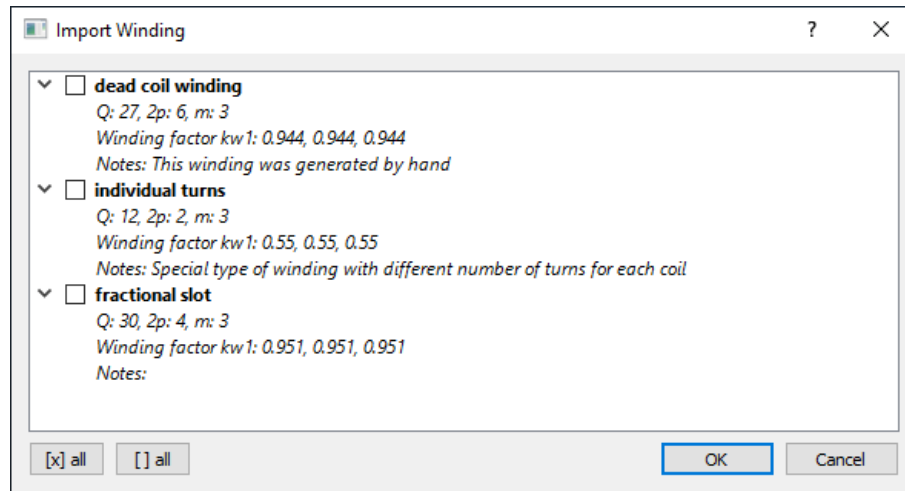 Import Winding
?
dead coil winding
Q: 27, 2p: 6, m: 3
Winding factor kw1: 0.944, 0.944, 0.944
Notes: This winding was generated by hand
individual turns
Q: 12, 2p: 2, m: 3
Winding factor kw1: 0.55, 0.55, 0.55
Notes: Special type of winding with different number of turns for each coil
fractional slot
Q: 30, 2p: 4, m: 3
Winding factor kw1: 0.951, 0.951, 0.951
Notes:
[x] all
[ ] all
OK
Cancel